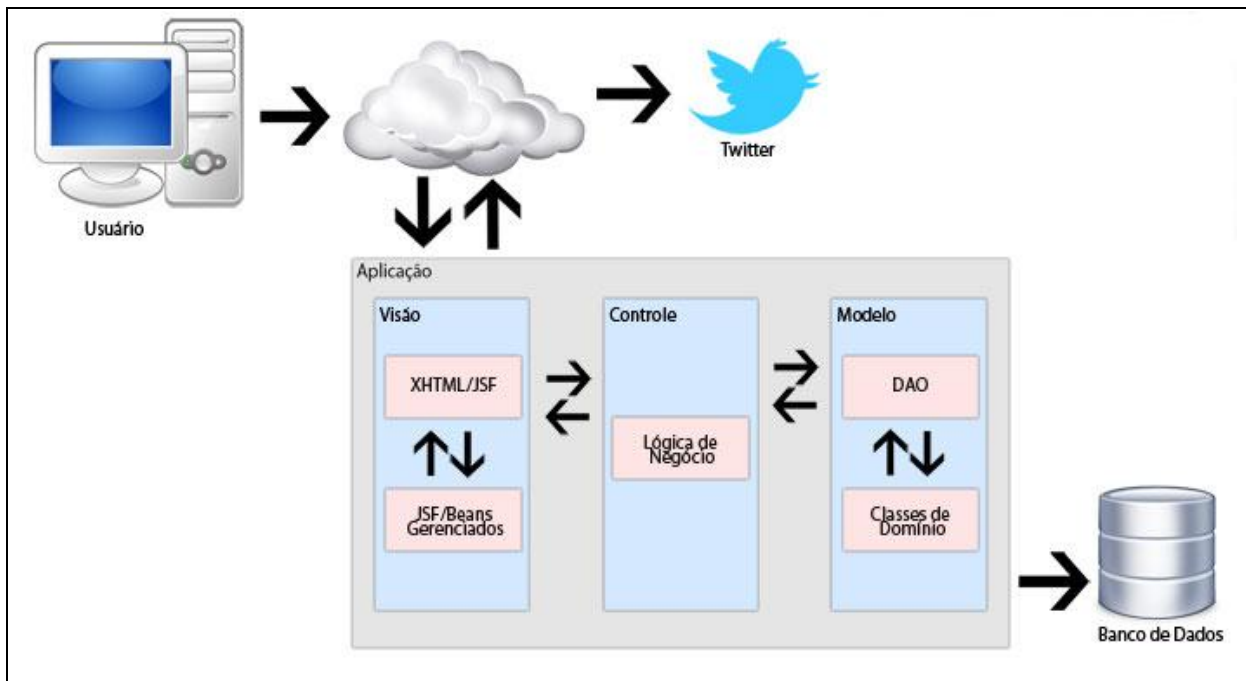 Usuário
Twitter
Aplicação
Visão
Controle
Modelo
XHTML/JSF
DAO
Lógica de
Negócio
JSF/Beans
Gerenciados
Classes de
Domínio
Banco de Dados